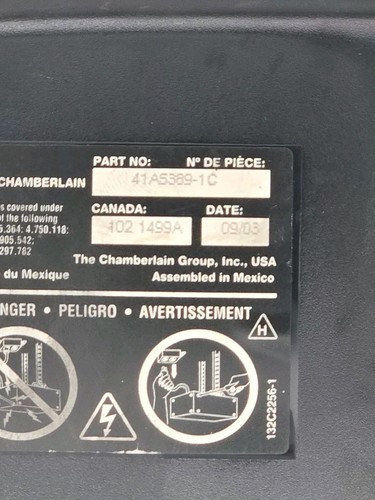 PART NO: Nº DE PIÈCE:
CHAMBERLAIN 41A5389-1C
s covered under
t of the following
5.364: 4.750.118:
905.542:
297.782
CANADA: DATE:
102 1499A 09/03
The Chamberlain Group, Inc., USA
du Mexique Assembled in Mexico
NGER • PELIGRO • AVERTISSEMENT
H
132C2256-1